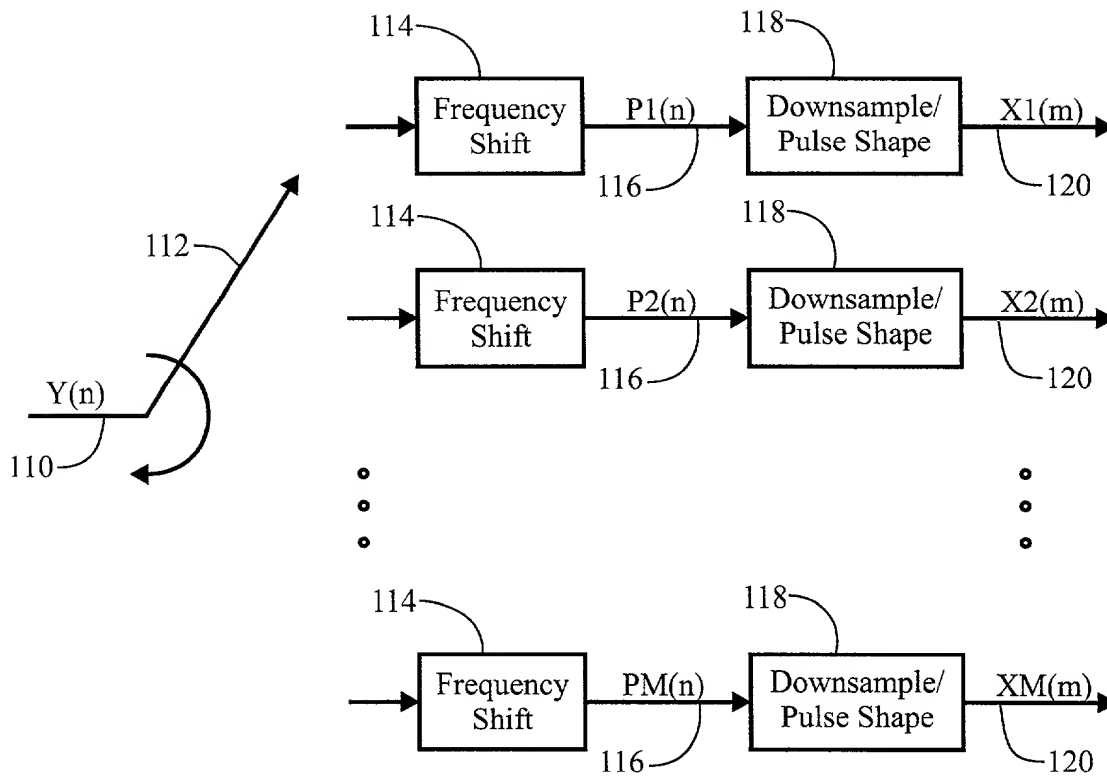 114
118
Frequency
Shift
P1(n)
Downsample/
Pulse Shape
X1(m)
116
120
112
114
118
Frequency
Shift
P2(n)
Downsample/
Pulse Shape
X2(m)
116
120
Y(n)
110
114
118
Frequency
Shift
PM(n)
Downsample/
Pulse Shape
XM(m)
116
120